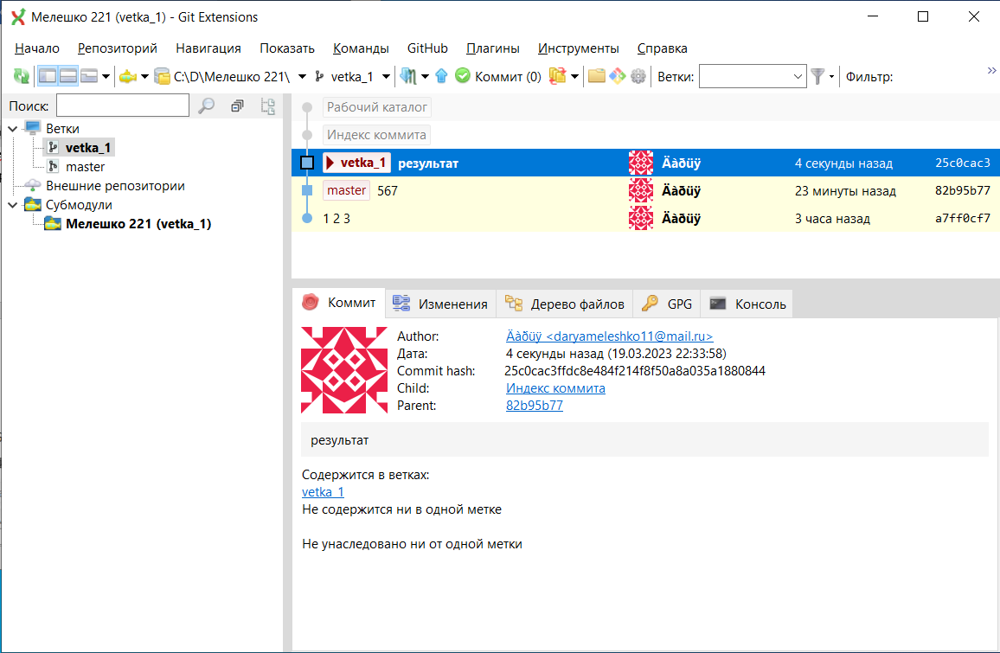 Мелешко 221 (vetka_1) - Git Extensions
Начало Репозиторий Навигация Показать Команды GitHub Плагины Инструменты Справка
C:\D\Мелешко 221\ vetka_1 Коммит (0) Ветки: Фильтр:
Поиск:
Ветки
vetka_1
master
Внешние репозитории
Субмодули
Мелешко 221 (vetka_1)
Рабочий каталог
Индекс коммита
vetka_1 результат Äàðüÿ 4 секунды назад 25c0cac3
master 567 Äàðüÿ 23 минуты назад 82b95b77
1 2 3 Äàðüÿ 3 часа назад a7ff0cf7
Коммит Изменения Дерево файлов GPG Консоль
Author: Äàðüÿ <daryameleshko11@mail.ru>
Дата: 4 секунды назад (19.03.2023 22:33:58)
Commit hash: 25c0cac3ffdc8e484f214f8f50a8a035a1880844
Child: Индекс коммита
Parent: 82b95b77
результат
Содержится в ветках:
vetka_1
Не содержится ни в одной метке
Не унаследовано ни от одной метки